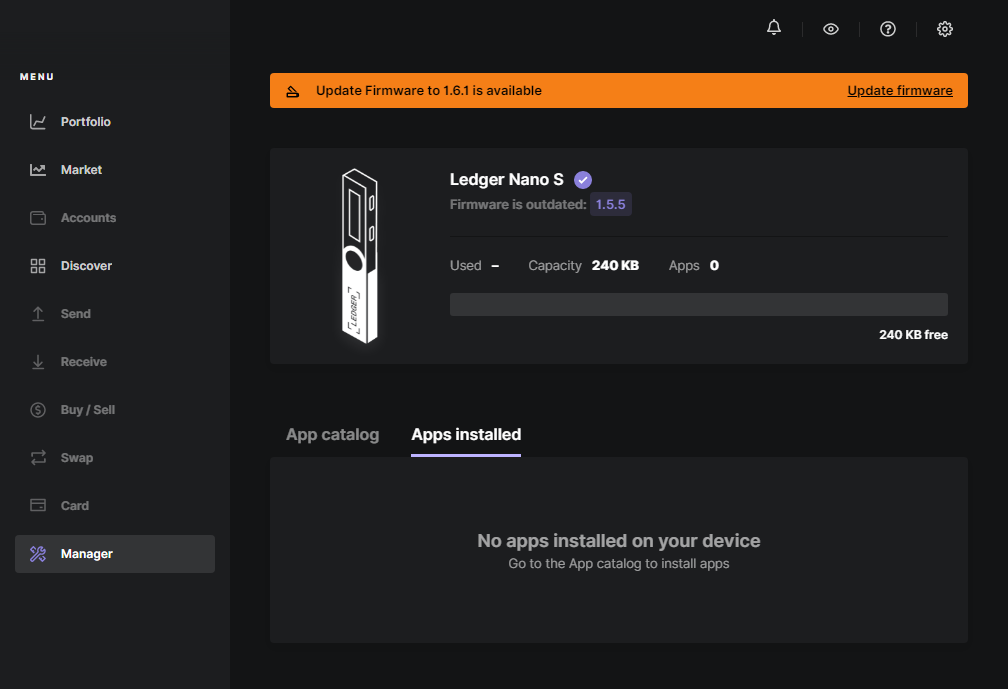 MENU
Portfolio
Market
Accounts
Discover
Send
Receive
Buy / Sell
Swap
Card
Manager
Update Firmware to 1.6.1 is available
Update firmware
Ledger Nano S
Firmware is outdated: 1.5.5
Used – Capacity 240 KB Apps 0
240 KB free
LEDGER
App catalog Apps installed
No apps installed on your device
Go to the App catalog to install apps